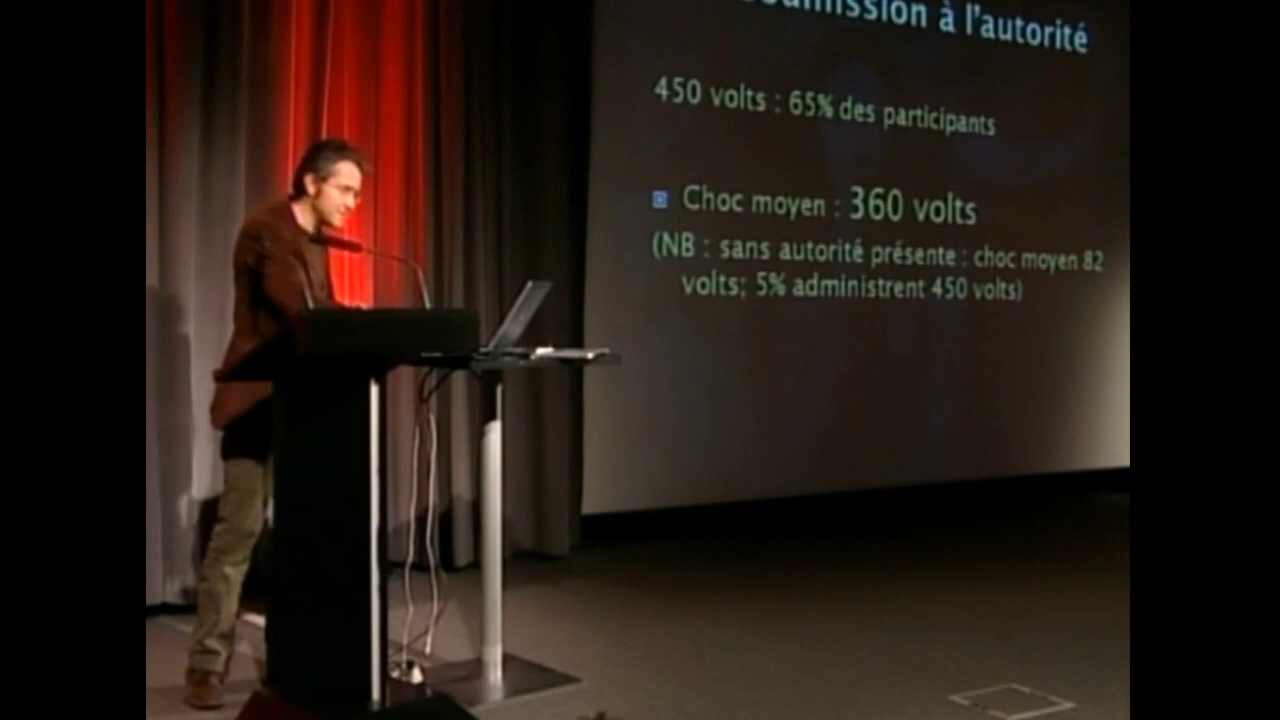 soumission à l'autorité
450 volts : 65% des participants
Choc moyen : 360 volts
(NB : sans autorité présente : choc moyen 82
volts; 5% administrent 450 volts)